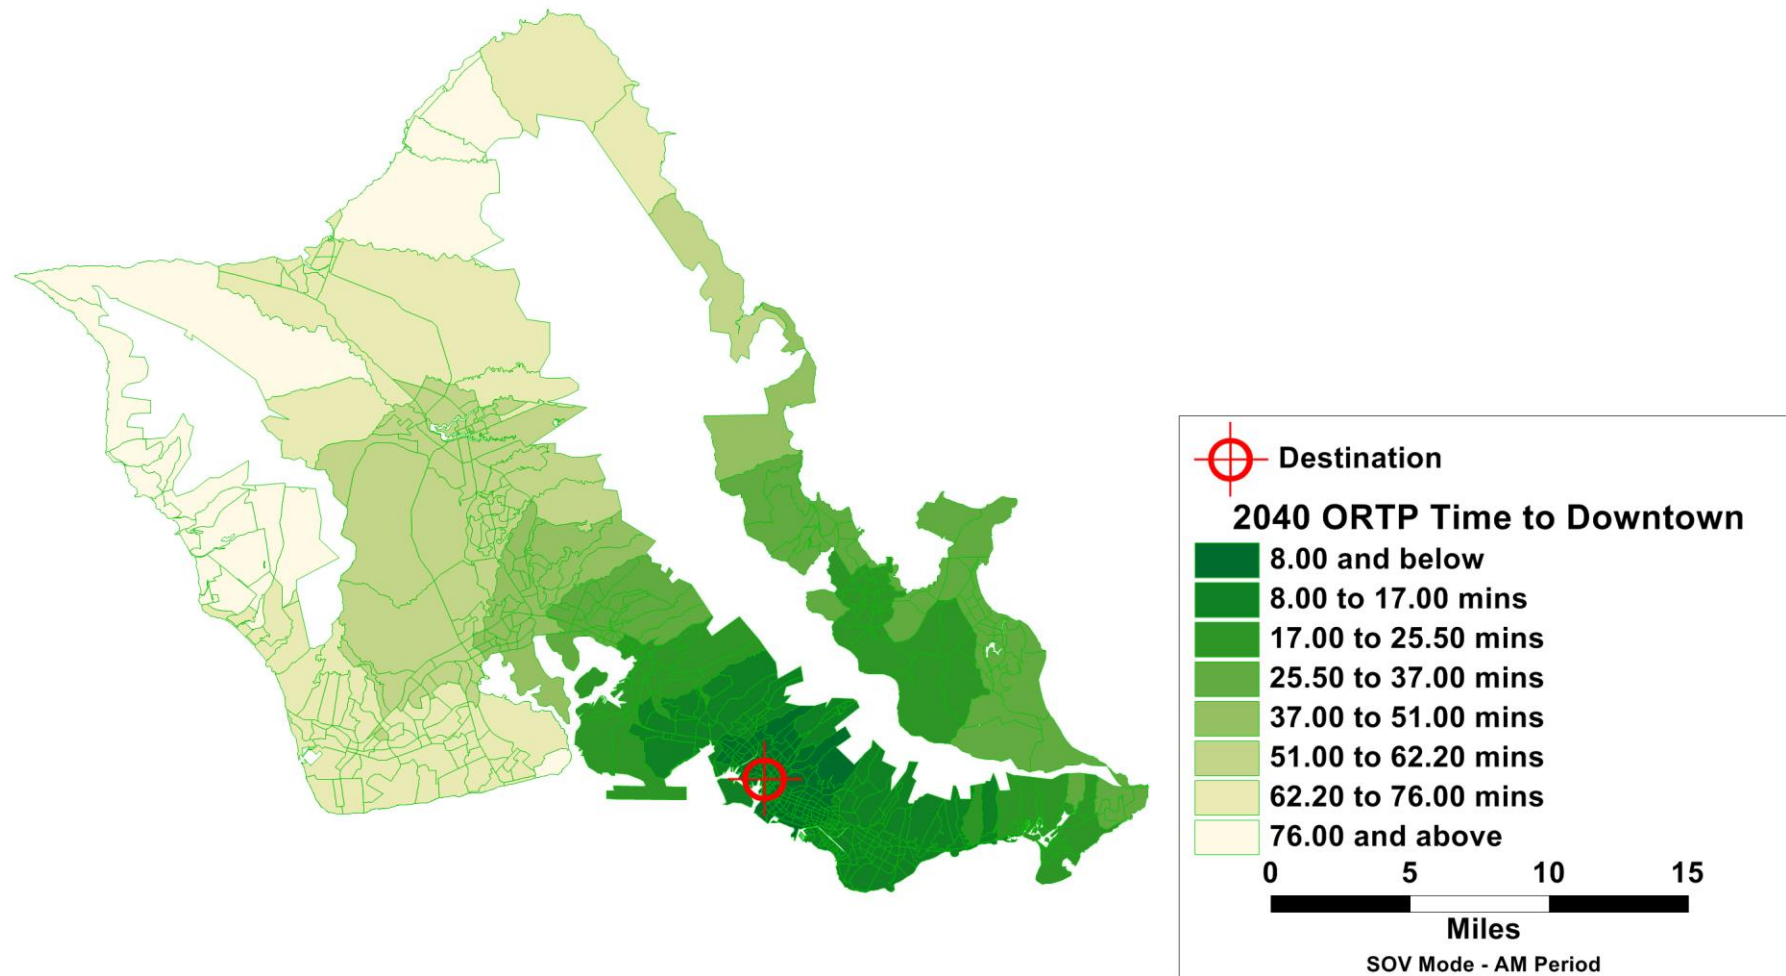 Destination
2040 ORTP Time to Downtown
8.00 and below
8.00 to 17.00 mins
17.00 to 25.50 mins
25.50 to 37.00 mins
37.00 to 51.00 mins
51.00 to 62.20 mins
62.20 to 76.00 mins
76.00 and above
0 5 10 15
Miles
SOV Mode - AM Period